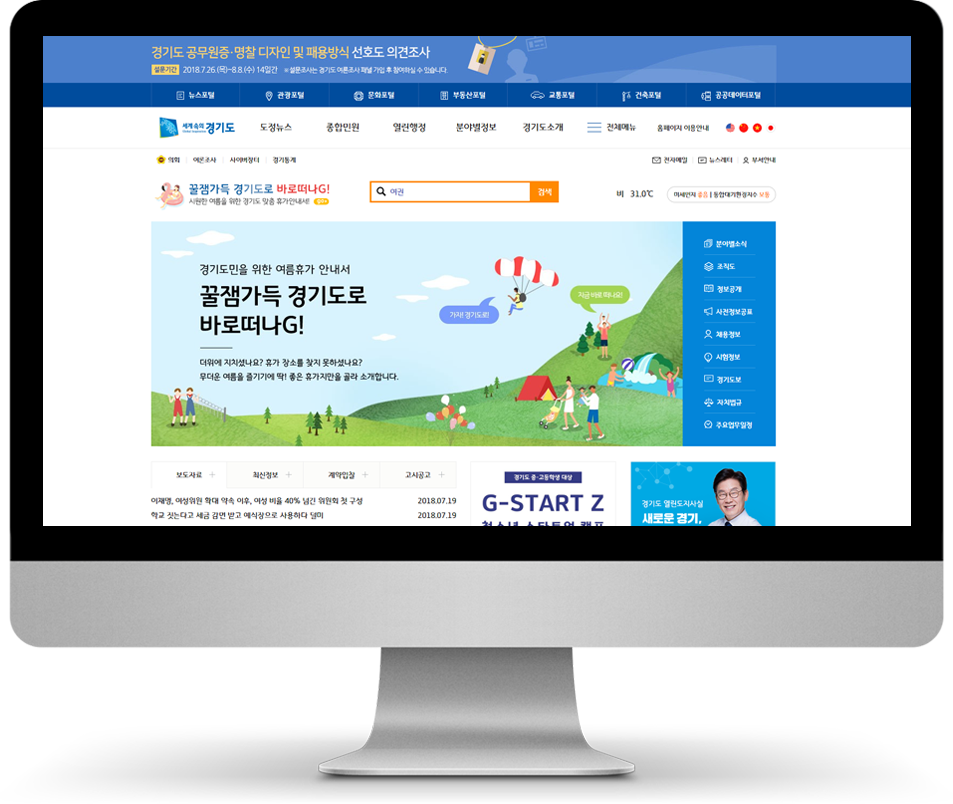 경기도 공무원증·명찰 디자인 및 패용방식 선호도 의견조사
설문기간 2018.7.26.(목)~8.8.(수) 14일간 ※설문조사는 경기도 여론조사 패널 가입 후 참여하실 수 있습니다.
뉴스포털 관광포털 문화포털 부동산포털 교통포털 건축포털 공공데이터포털
세계속의 경기도 도정뉴스 종합민원 열린행정 분야별정보 경기도소개 전체메뉴 홈페이지 이용안내
의회 여론조사 사이버장터 경기통계 전자메일 뉴스레터 부서안내
꿀잼가득 경기도로 바로떠나G!
시원한 여름을 위한 경기도 맞춤 휴가안내서!
여권 검색
비 31.0℃ 미세먼지 좋음 | 통합대기환경지수 보통
경기도민을 위한 여름휴가 안내서
꿀잼가득 경기도로
바로떠나G!
더위에 지치셨나요? 휴가 장소를 찾지 못하셨나요?
무더운 여름을 즐기기에 딱! 좋은 휴가지만을 골라 소개합니다.
가자! 경기도로!
지금 바로 떠나요!
분야별소식
조직도
정보공개
사전정보공표
채용정보
시험정보
경기도보
자치법규
주요업무일정
보도자료 + 최신정보 + 계약입찰 + 고시공고 +
이재명, 여성위원 확대 약속 이후, 여성 비율 40% 넘긴 위원회 첫 구성 2018.07.19
학교 짓는다고 세금 감면 받고 예식장으로 사용하다 덜미 2018.07.19
경기도 중·고등학생 대상
G-START Z
청소년 스타트업 캠프
경기도 열린도지사실
새로운 경기,